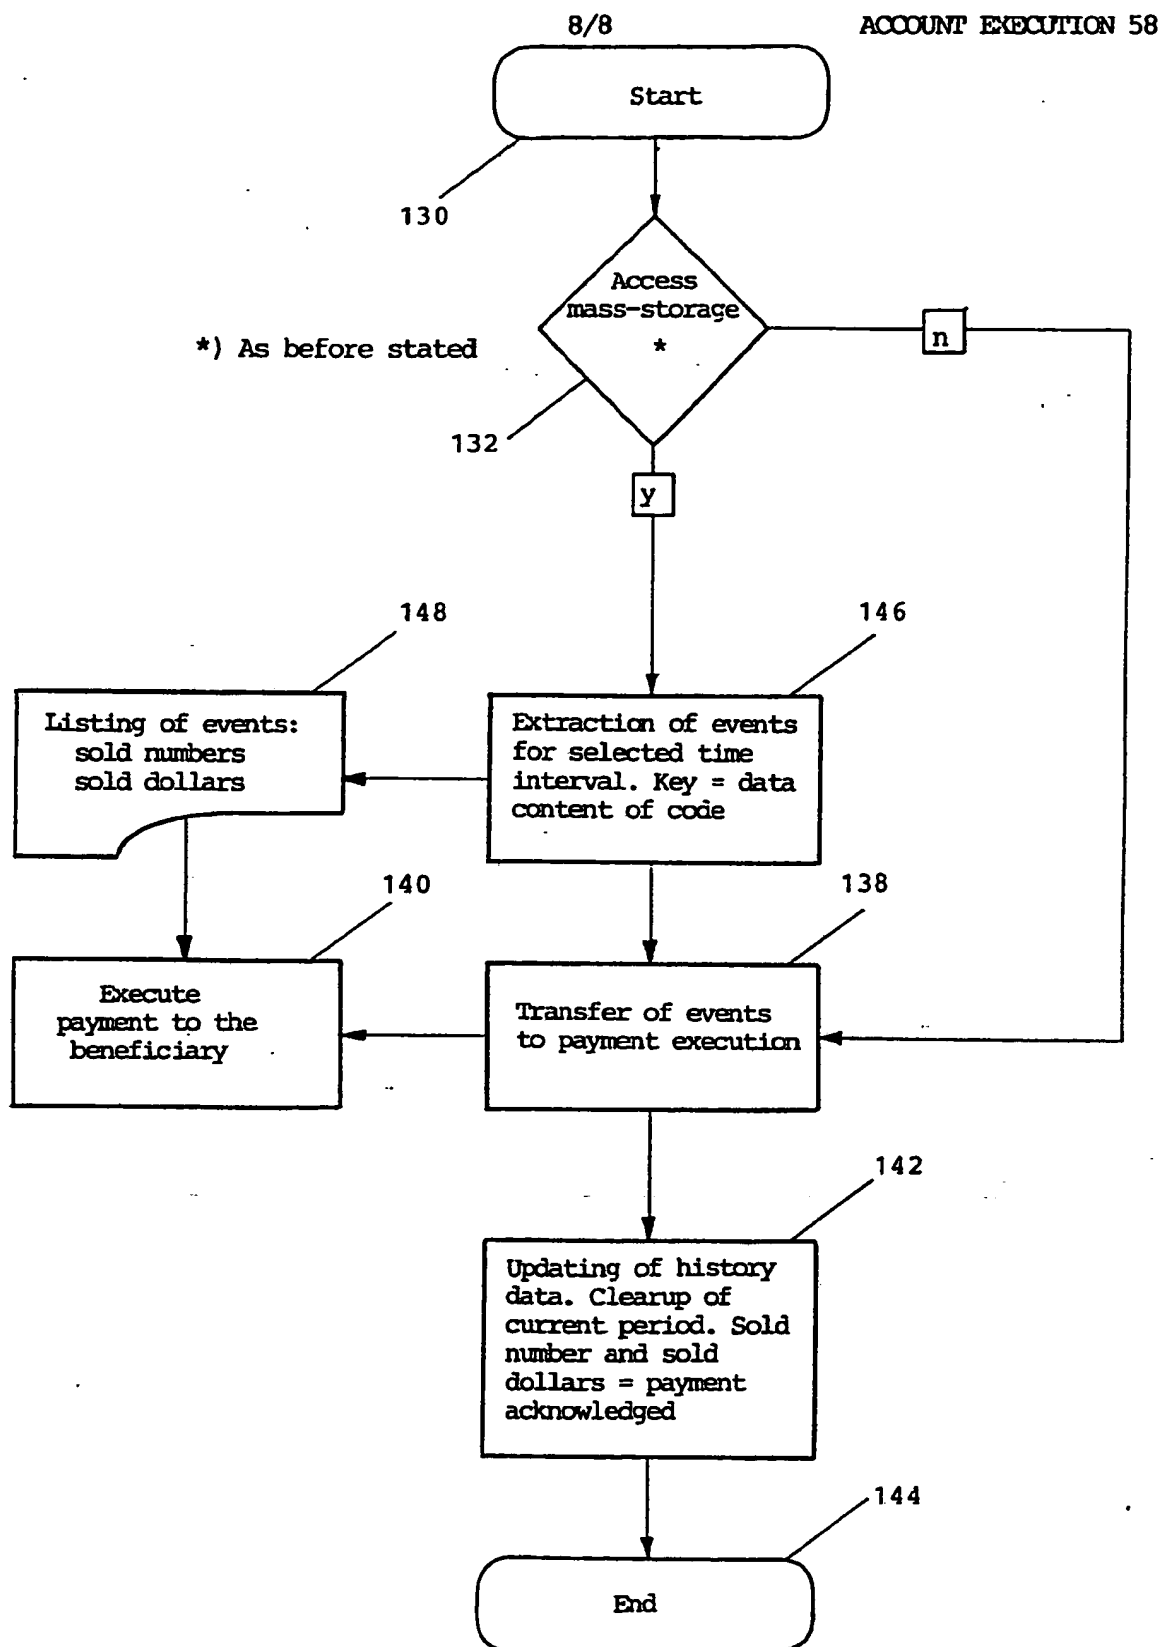 8/8
ACCOUNT EXECUTION 58
Start
130
Access
mass-storage
*
n
*) As before stated
132
y
148
146
Listing of events:
sold numbers
sold dollars
Extraction of events
for selected time
interval. Key = data
content of code
140
138
Execute
payment to the
beneficiary
Transfer of events
to payment execution
142
Updating of history
data. Clearup of
current period. Sold
number and sold
dollars = payment
acknowledged
144
End